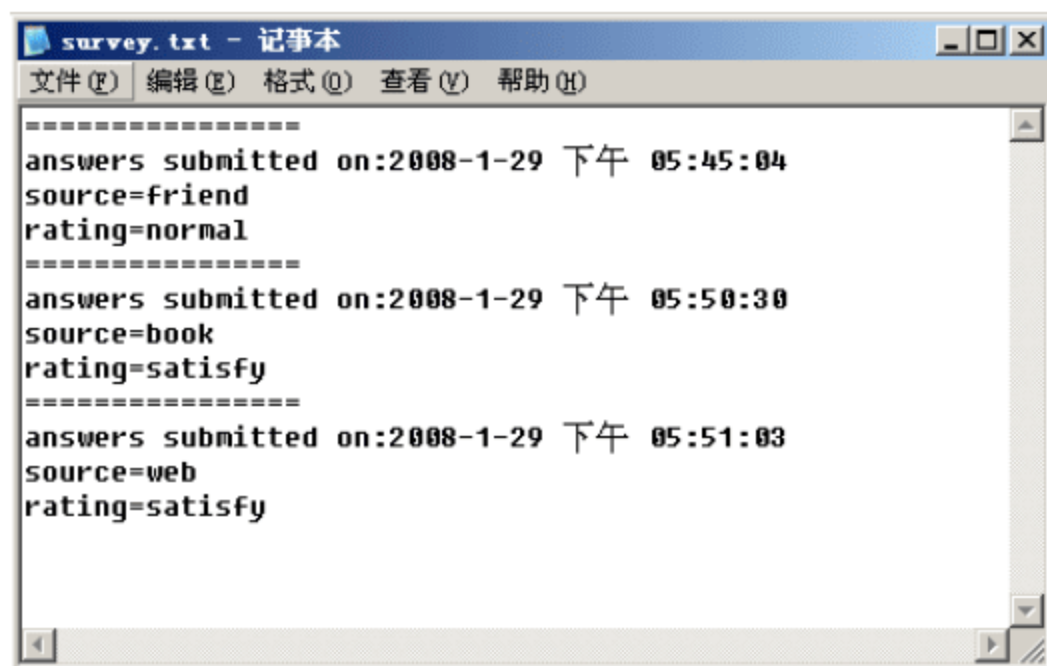 survey.txt - 记事本
文件(F) 编辑(E) 格式(O) 查看(V) 帮助(H)
================
answers submitted on:2008-1-29 下午 05:45:04
source=friend
rating=normal
================
answers submitted on:2008-1-29 下午 05:50:30
source=book
rating=satisfy
================
answers submitted on:2008-1-29 下午 05:51:03
source=web
rating=satisfy